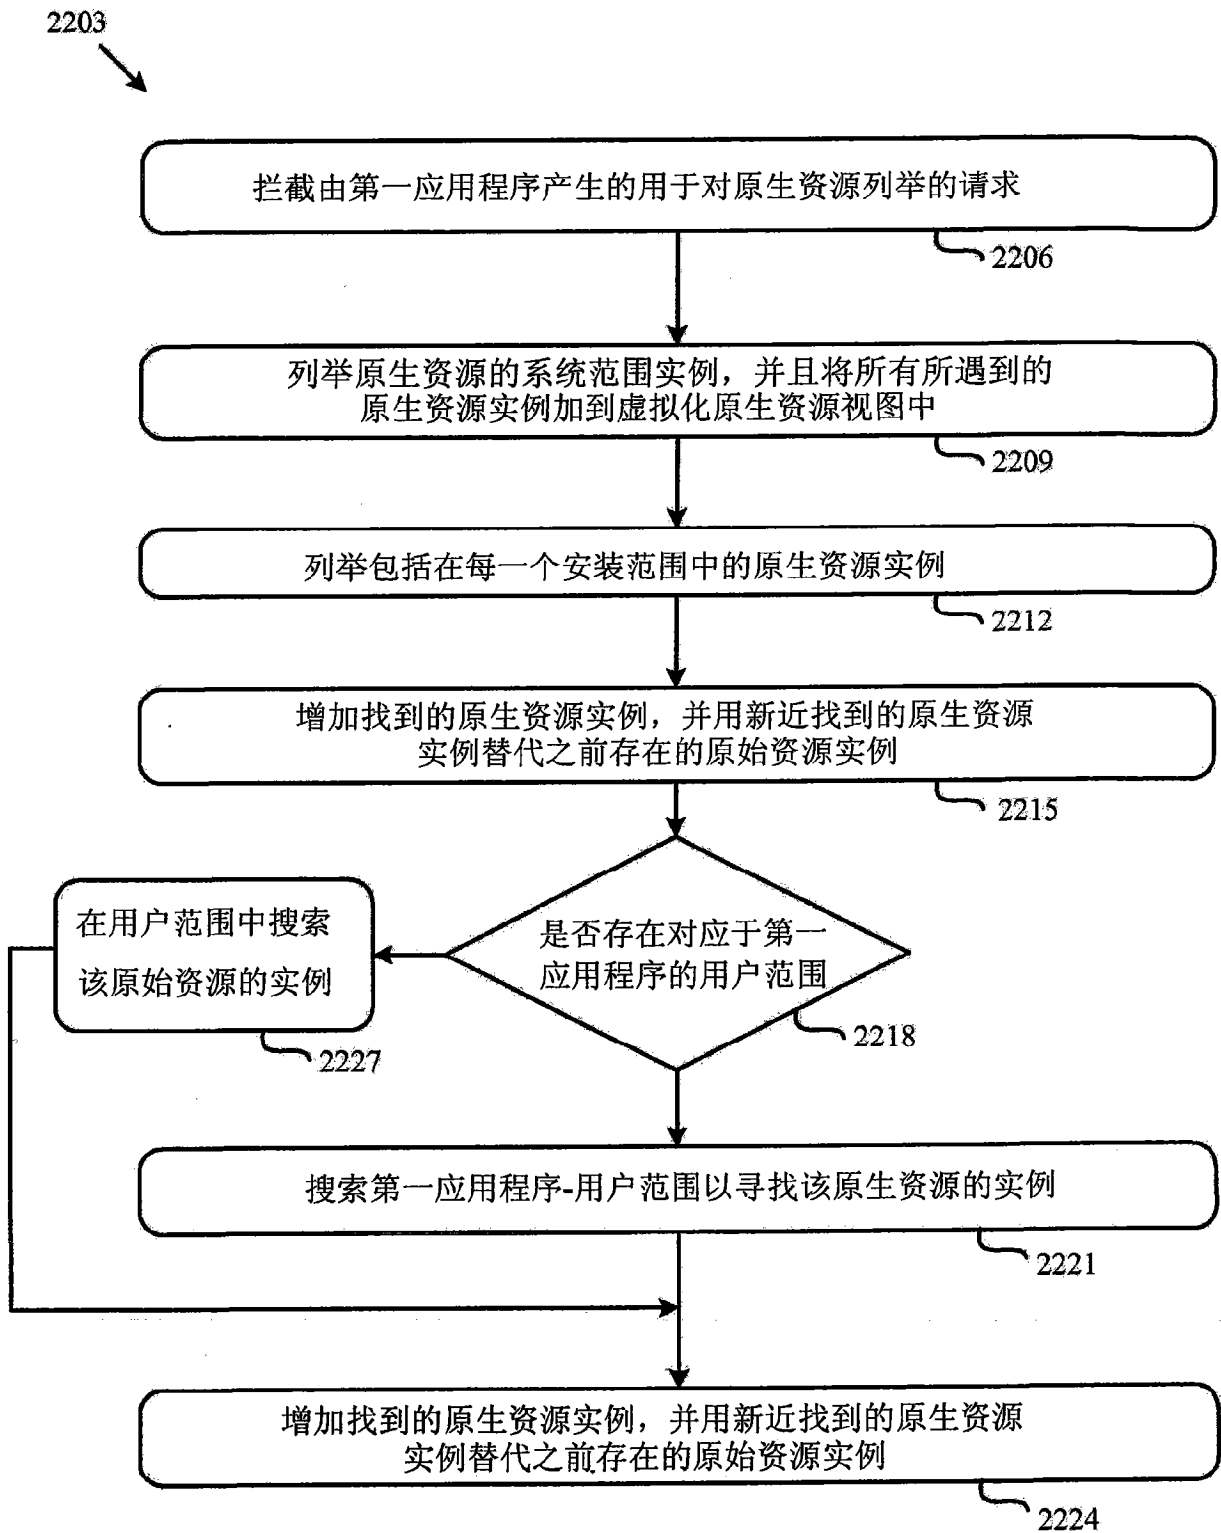 2203
拦截由第一应用程序产生的用于对原生资源列举的请求
2206
列举原生资源的系统范围实例，并且将所有所遇到的
原生资源实例加到虚拟化原生资源视图中
2209
列举包括在每一个安装范围中的原生资源实例
2212
增加找到的原生资源实例，并用新近找到的原生资源
实例替代之前存在的原始资源实例
2215
是否存在对应于第一
应用程序的用户范围
2218
在用户范围中搜索
该原始资源的实例
2227
搜索第一应用程序-用户范围以寻找该原生资源的实例
2221
增加找到的原生资源实例，并用新近找到的原生资源
实例替代之前存在的原始资源实例
2224